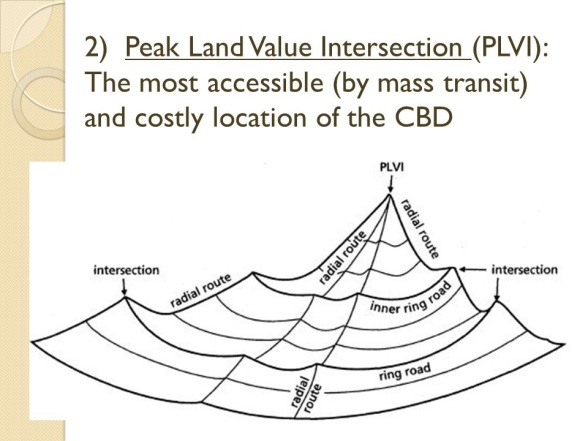 2) Peak Land Value Intersection (PLVI):
The most accessible (by mass transit)
and costly location of the CBD
PLVI
radial route
radial route
intersection
radial route
intersection
inner ring road
ring road
radial
route